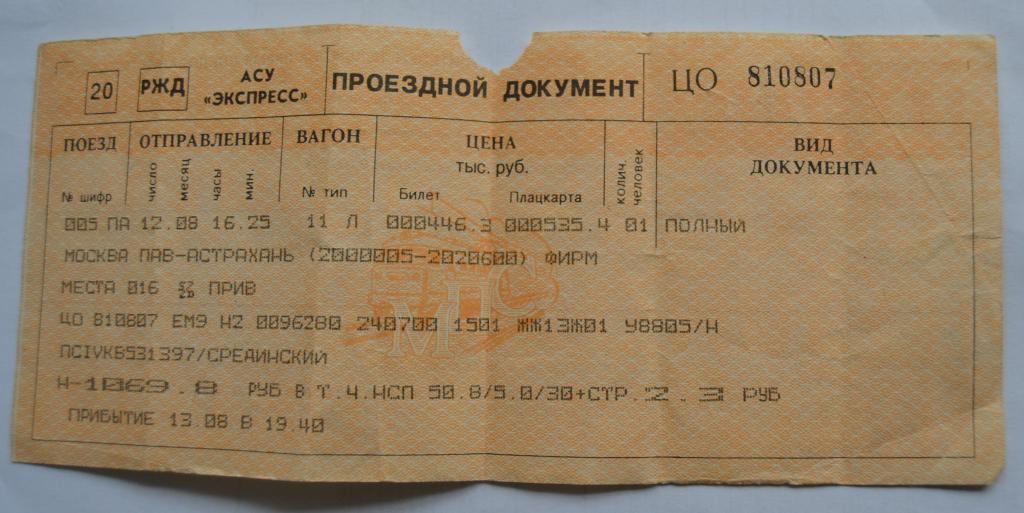 20 РЖД АСУ «ЭКСПРЕСС» ПРОЕЗДНОЙ ДОКУМЕНТ ЦО 810807
ПОЕЗД ОТПРАВЛЕНИЕ ВАГОН ЦЕНА ВИД ДОКУМЕНТА
тыс. руб.
№ шифр число месяц часы мин. № тип Билет Плацкарта колич. человек
005 ПА 12.08 16.25 11 Л 000446.3 000535.4 01 ПОЛНЫЙ
МОСКВА ПАВ-АСТРАХАНЬ (2000005-2020600) ФИРМ
МЕСТА 016 ПРИВ
МПС
ЦО 810807 ЕМ9 Н2 0096280 240700 1501 ЖЖ13Ж01 У8805/Н
ПСIVКБ531397/СРЕДИНСКИЙ
Н-1069.8 РУБ В Т.Ч.НСП 50.8/5.0/30+СТР.2.3 РУБ
ПРИБЫТИЕ 13.08 В 19.40